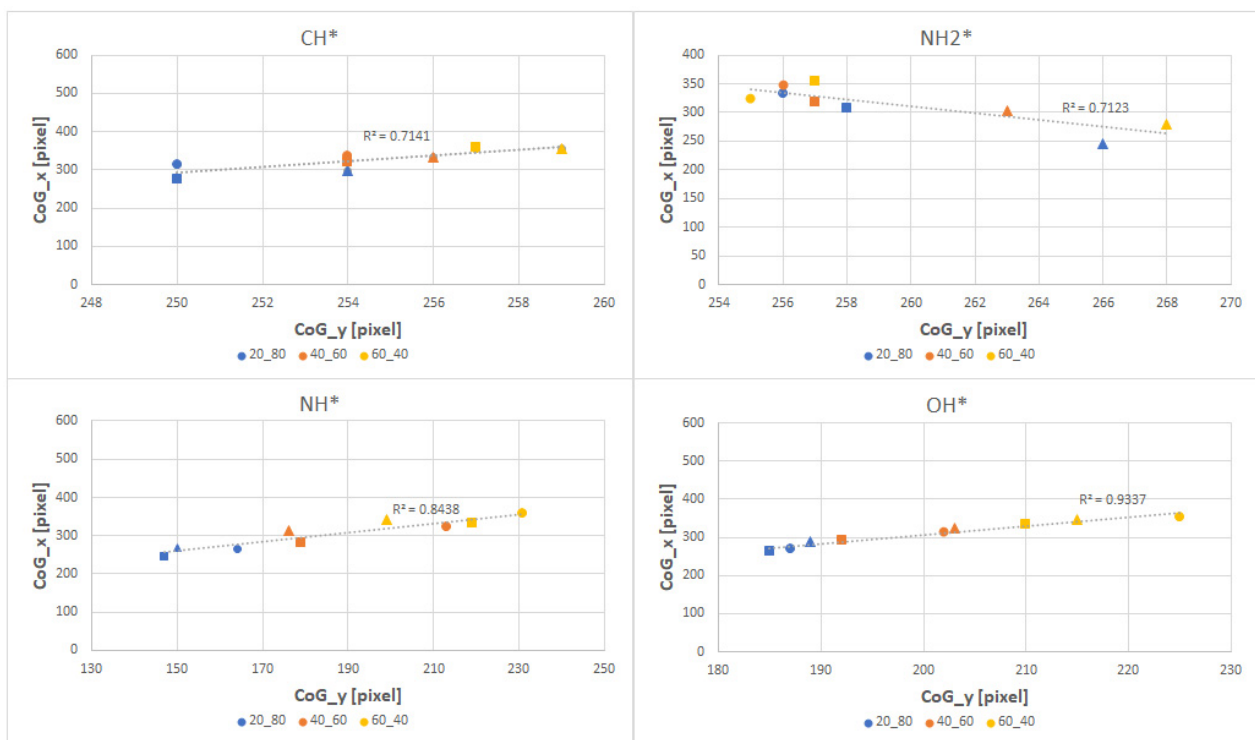 CH*
600
500
400
300
200
100
0
R² = 0.7141
248 250 252 254 256 258 260
CoG_x [pixel]
CoG_y [pixel]
20_80 40_60 60_40
NH2*
400
350
300
250
200
150
100
50
0
R² = 0.7123
254 256 258 260 262 264 266 268 270
CoG_x [pixel]
CoG_y [pixel]
20_80 40_60 60_40
NH*
600
500
400
300
200
100
0
R² = 0.8438
130 150 170 190 210 230 250
CoG_x [pixel]
CoG_y [pixel]
20_80 40_60 60_40
OH*
600
500
400
300
200
100
0
R² = 0.9337
180 190 200 210 220 230
CoG_x [pixel]
CoG_y [pixel]
20_80 40_60 60_40